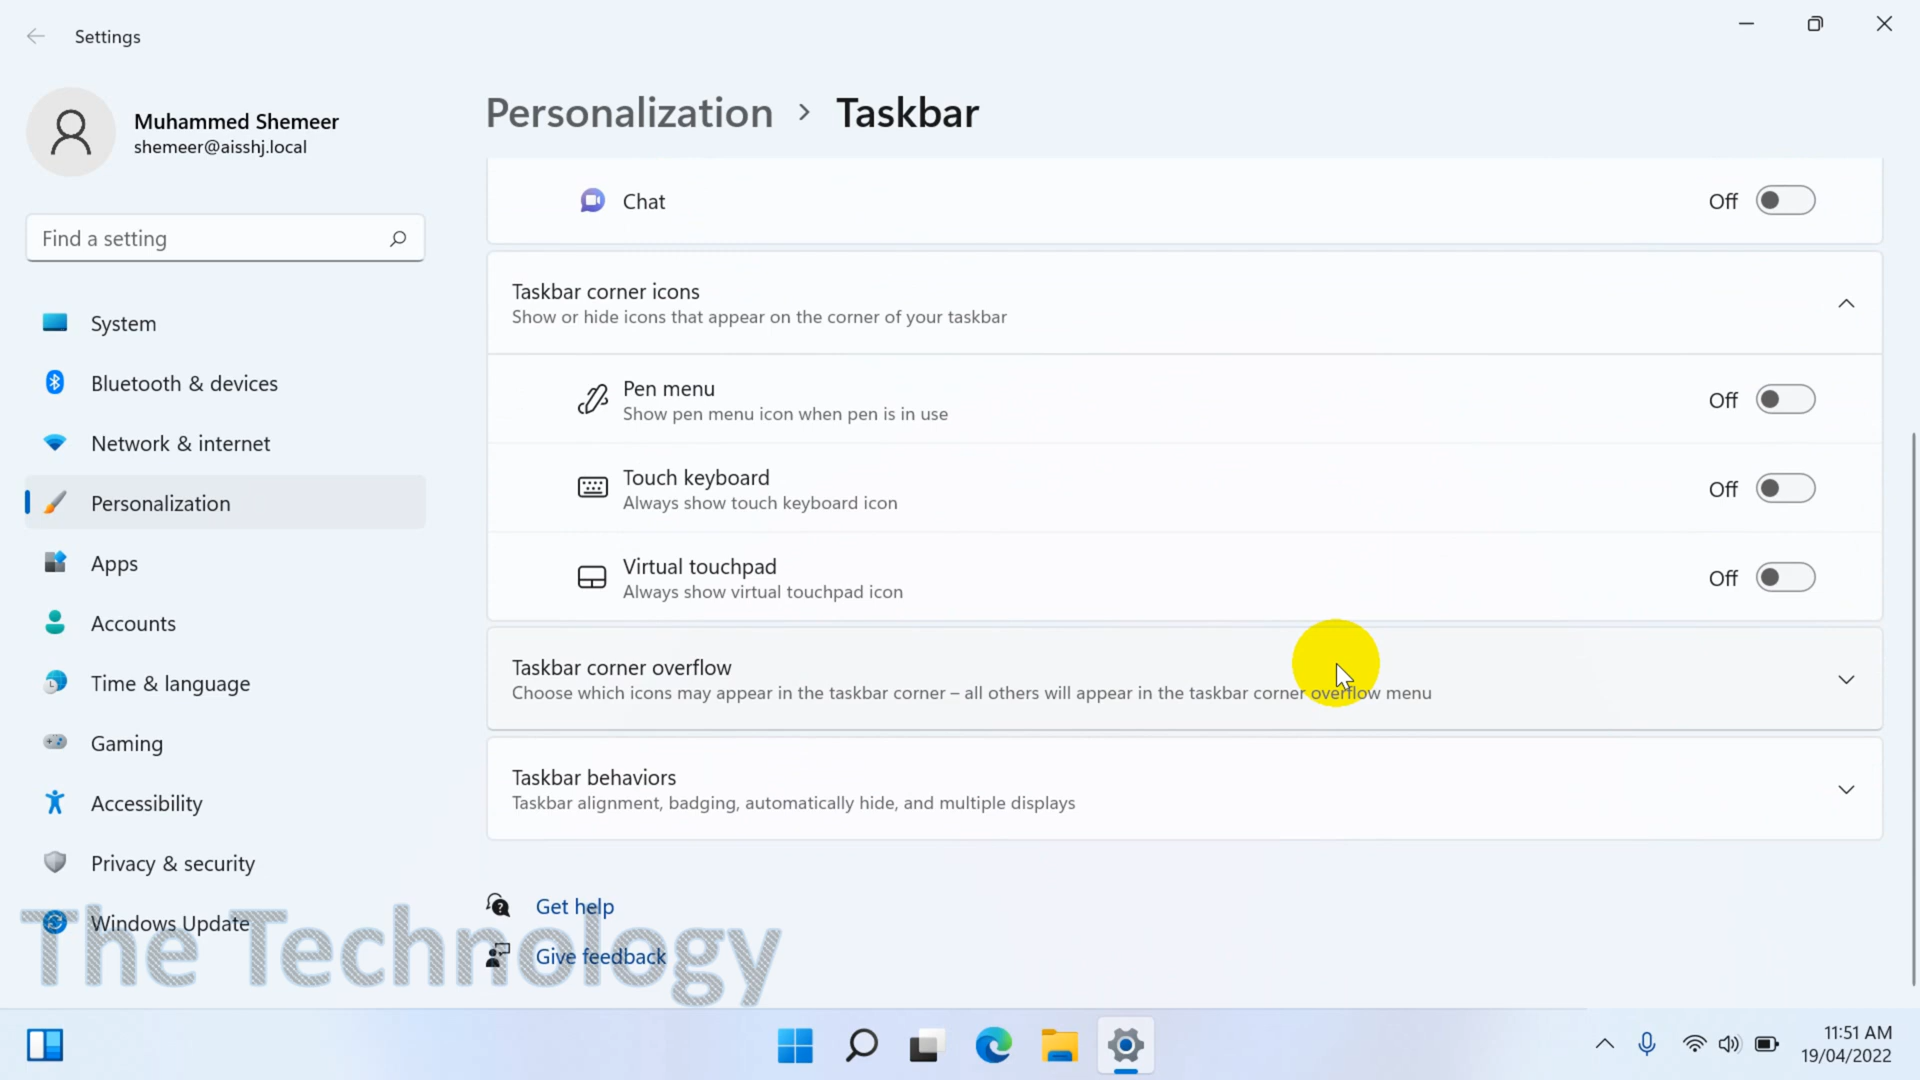 Settings
Muhammed Shemeer
shemeer@aisshj.local
Find a setting
System
Bluetooth & devices
Network & internet
Personalization
Apps
Accounts
Time & language
Gaming
Accessibility
Privacy & security
Windows Update
Personalization > Taskbar
Chat Off
Taskbar corner icons
Show or hide icons that appear on the corner of your taskbar
Pen menu
Show pen menu icon when pen is in use
Off
Touch keyboard
Always show touch keyboard icon
Off
Virtual touchpad
Always show virtual touchpad icon
Off
Taskbar corner overflow
Choose which icons may appear in the taskbar corner – all others will appear in the taskbar corner overflow menu
Taskbar behaviors
Taskbar alignment, badging, automatically hide, and multiple displays
Get help
Give feedback
The Technology
11:51 AM
19/04/2022